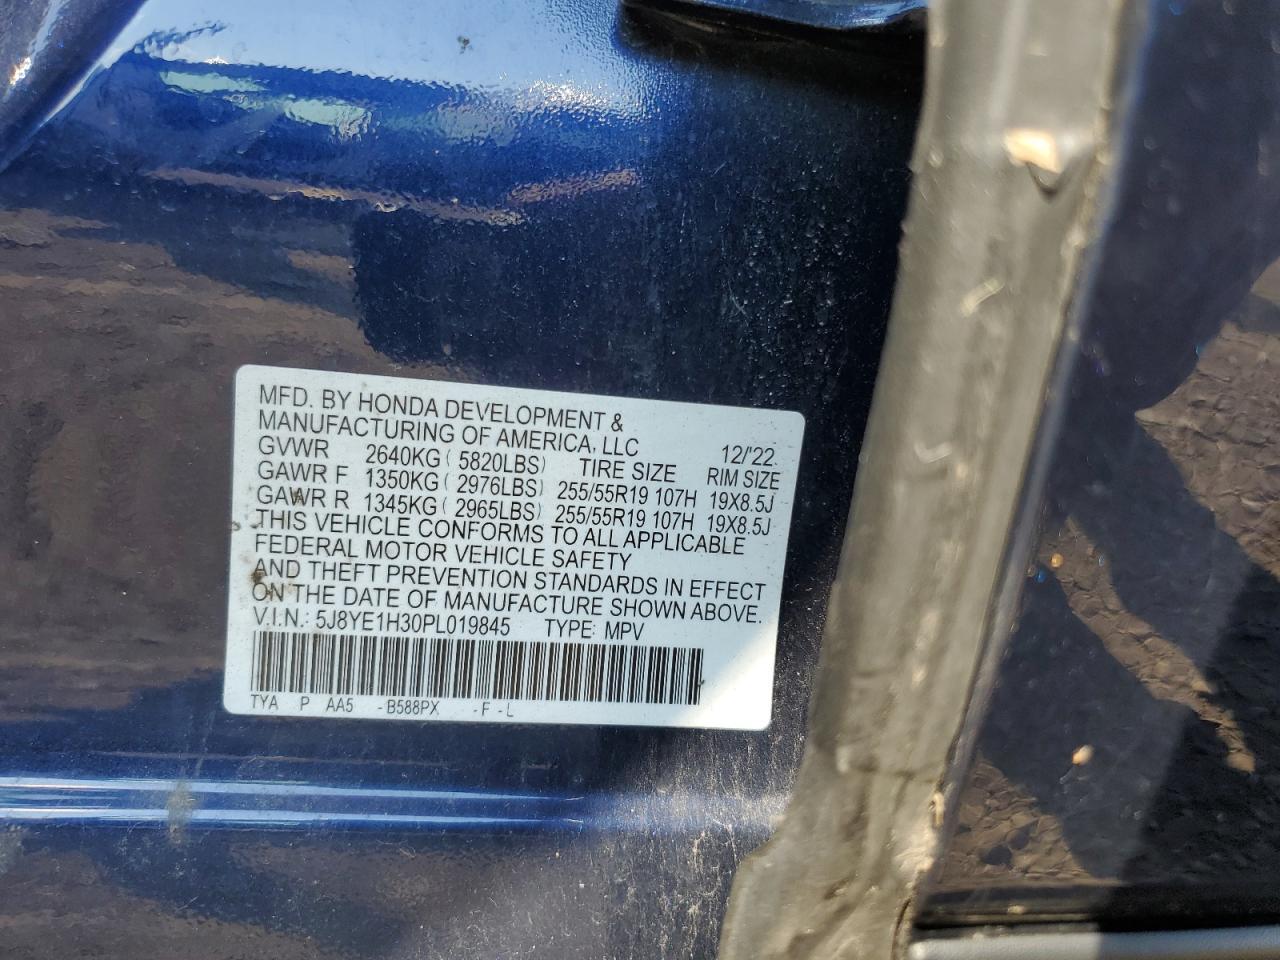 MFD. BY HONDA DEVELOPMENT &
MANUFACTURING OF AMERICA, LLC 12/'22
GVWR 2640KG ( 5820LBS) TIRE SIZE RIM SIZE
GAWR F 1350KG ( 2976LBS) 255/55R19 107H 19X8.5J
GAWR R 1345KG ( 2965LBS) 255/55R19 107H 19X8.5J
THIS VEHICLE CONFORMS TO ALL APPLICABLE
FEDERAL MOTOR VEHICLE SAFETY
AND THEFT PREVENTION STANDARDS IN EFFECT
ON THE DATE OF MANUFACTURE SHOWN ABOVE.
V.I.N.: 5J8YE1H30PL019845 TYPE: MPV
TYA P AA5 -B588PX -F -L